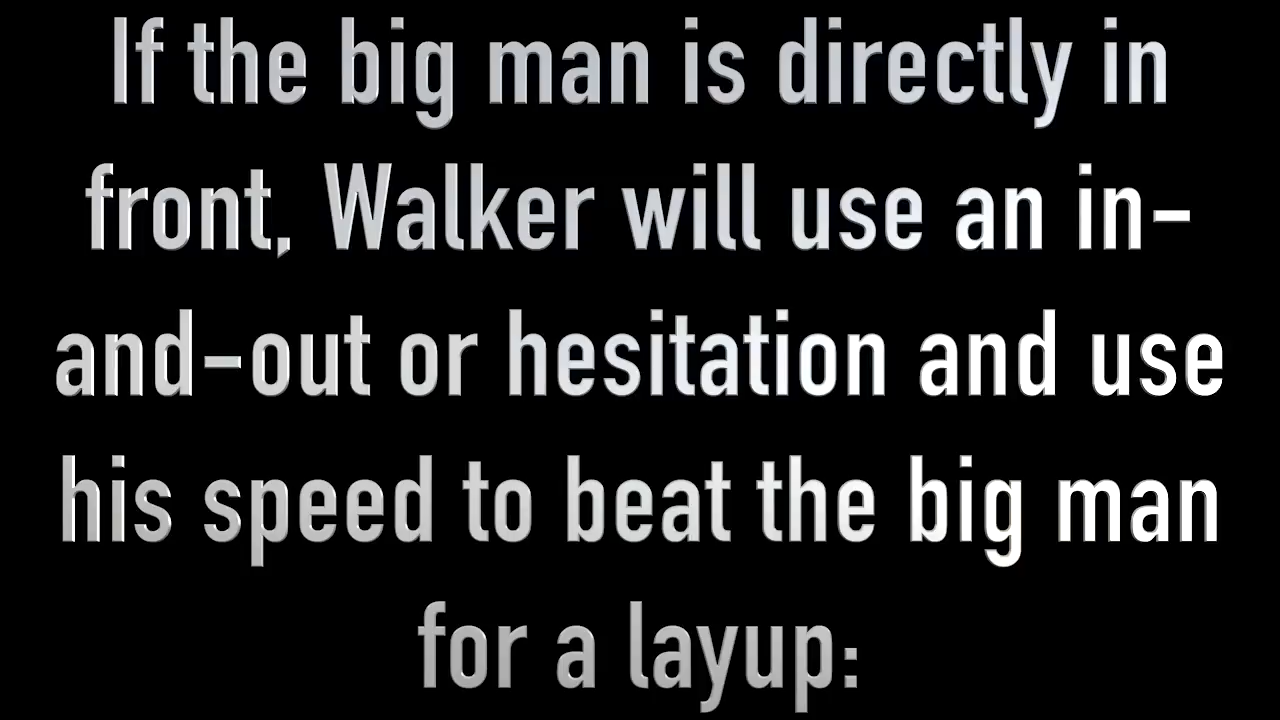 If the big man is directly in
front, Walker will use an in-
and-out or hesitation and use
his speed to beat the big man
for a layup: